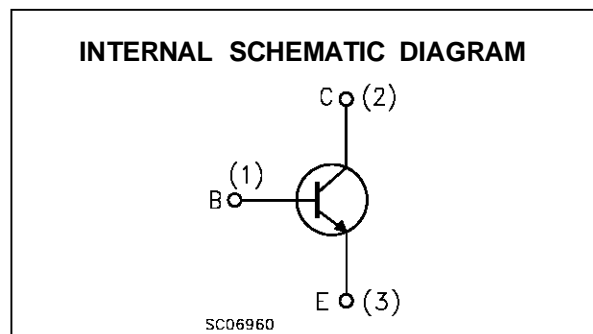 INTERNAL SCHEMATIC DIAGRAM
C (2)
(1)
B
E (3)
SC06960